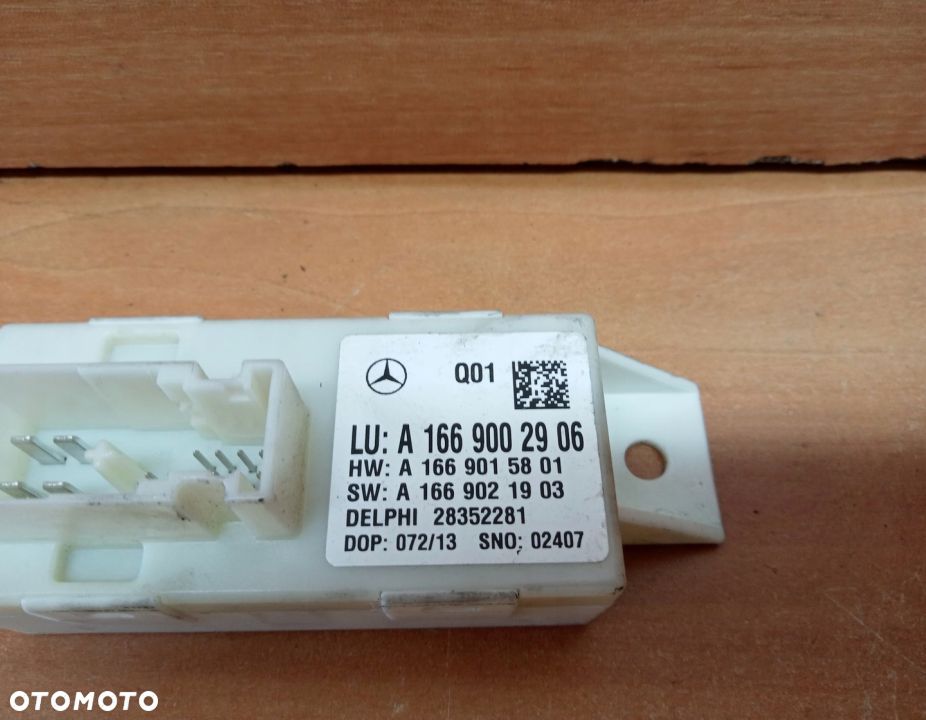 Q01
LU: A 166 900 29 06
HW: A 166 901 58 01
SW: A 166 902 19 03
DELPHI 28352281
DOP: 072/13 SNO: 02407
OTOMOTO